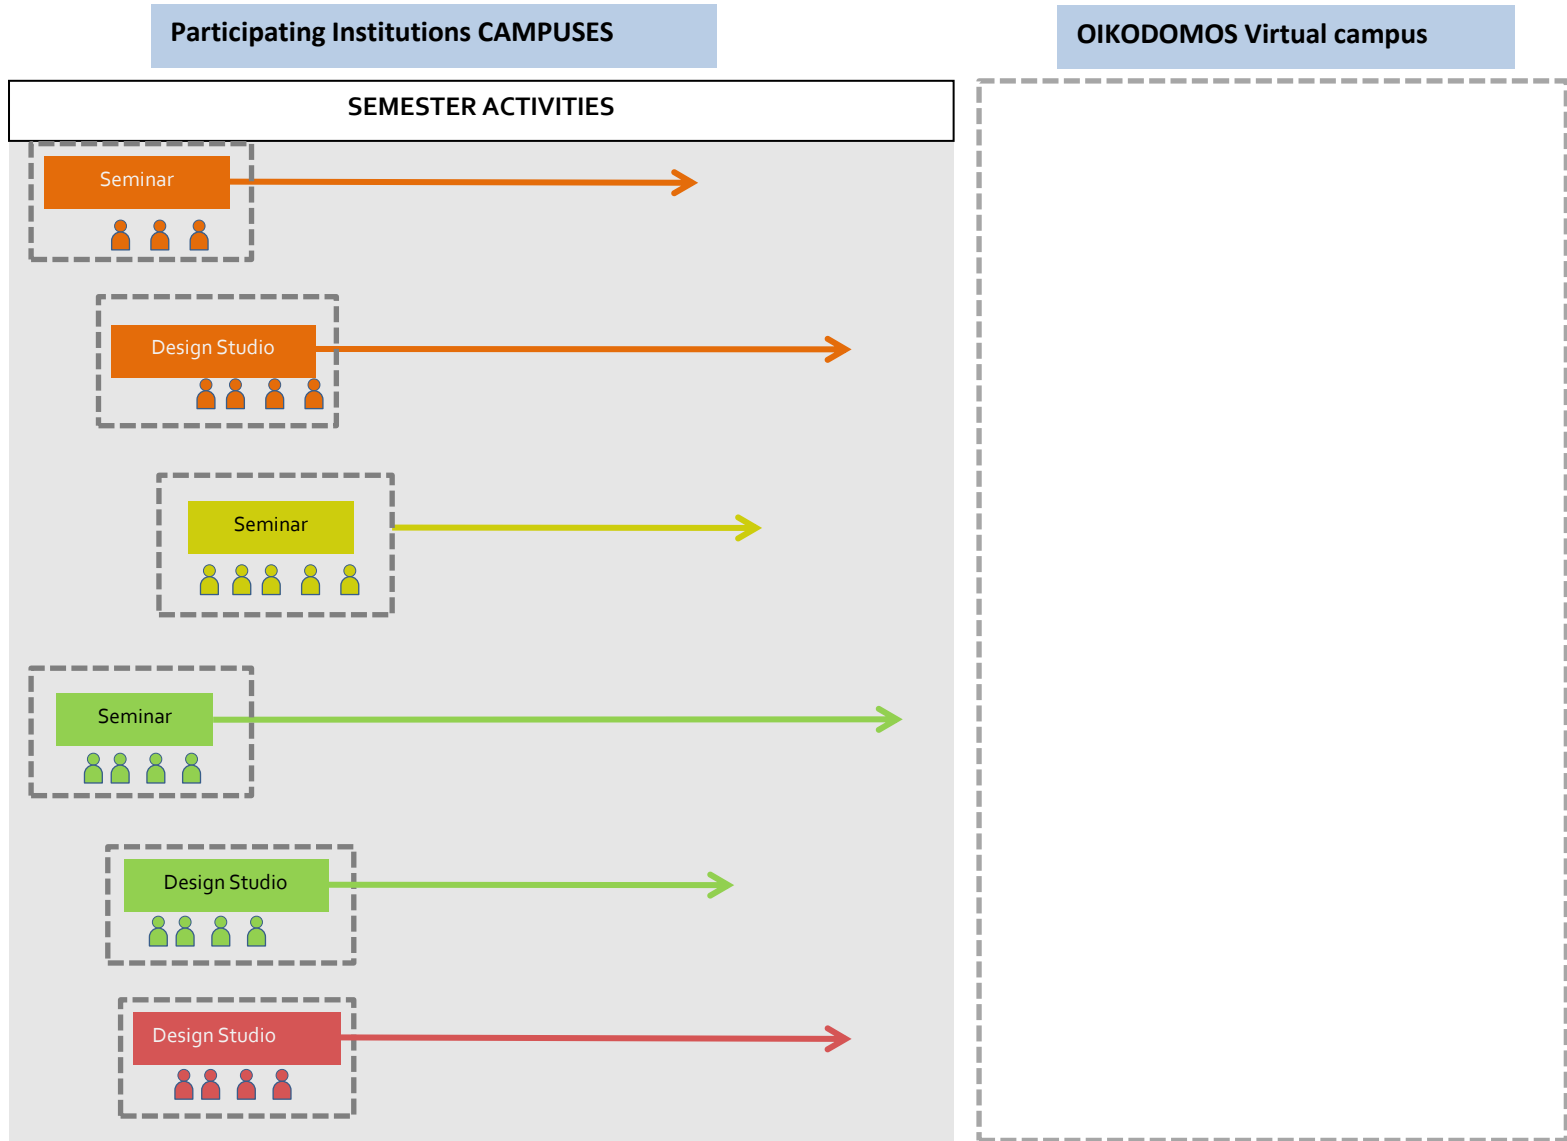 Participating Institutions CAMPUSES
OIKODOMOS Virtual campus
SEMESTER ACTIVITIES
Seminar
Design Studio
Seminar
Seminar
Design Studio
Design Studio